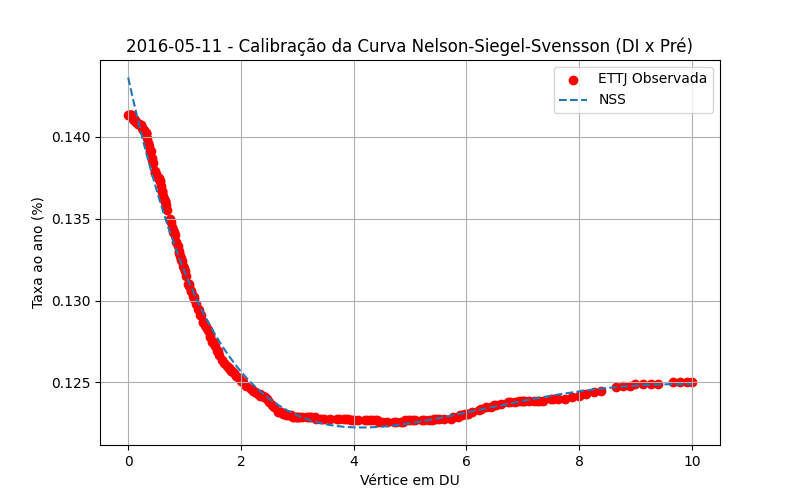 2016-05-11 - Calibração da Curva Nelson-Siegel-Svensson (DI x Pré)
ETTJ Observada
NSS
0.140
0.135
0.130
0.125
Taxa ao ano (%)
0
2
4
6
8
10
Vértice em DU